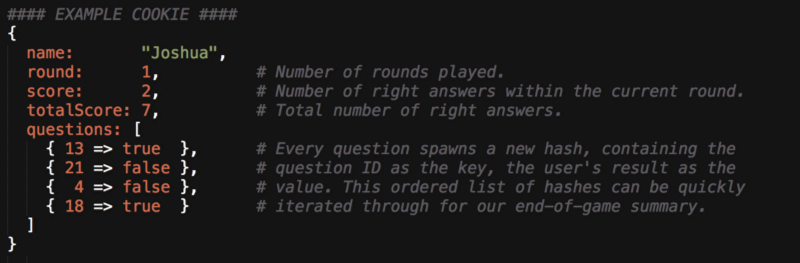 #### EXAMPLE COOKIE ####
{
  name:       "Joshua",
  round:      1,          # Number of rounds played.
  score:      2,          # Number of right answers within the current round.
  totalScore: 7,          # Total number of right answers.
  questions: [
    { 13 => true  },      # Every question spawns a new hash, containing the
    { 21 => false },      # question ID as the key, the user's result as the
    {  4 => false },      # value. This ordered list of hashes can be quickly
    { 18 => true  }       # iterated through for our end-of-game summary.
  ]
}